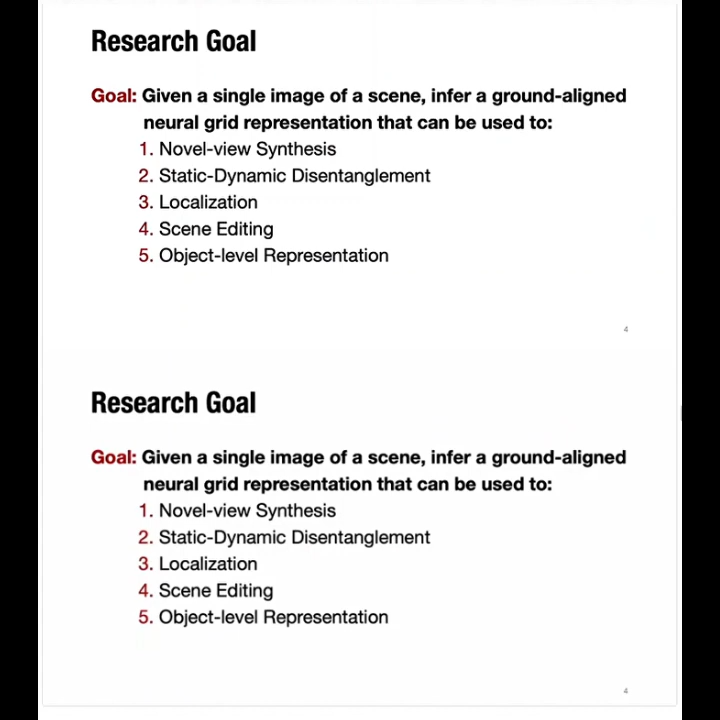 Research Goal
Goal: Given a single image of a scene, infer a ground-aligned
neural grid representation that can be used to:
1. Novel-view Synthesis
2. Static-Dynamic Disentanglement
3. Localization
4. Scene Editing
5. Object-level Representation
4
Research Goal
Goal: Given a single image of a scene, infer a ground-aligned
neural grid representation that can be used to:
1. Novel-view Synthesis
2. Static-Dynamic Disentanglement
3. Localization
4. Scene Editing
5. Object-level Representation
4